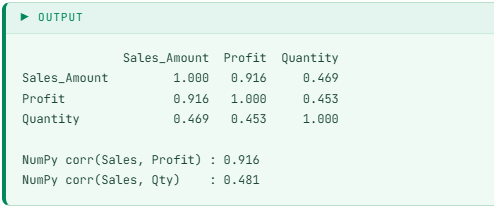 ▶ OUTPUT
Sales_Amount Profit Quantity
Sales_Amount 1.000 0.916 0.469
Profit 0.916 1.000 0.453
Quantity 0.469 0.453 1.000
NumPy corr(Sales, Profit) : 0.916
NumPy corr(Sales, Qty) : 0.481